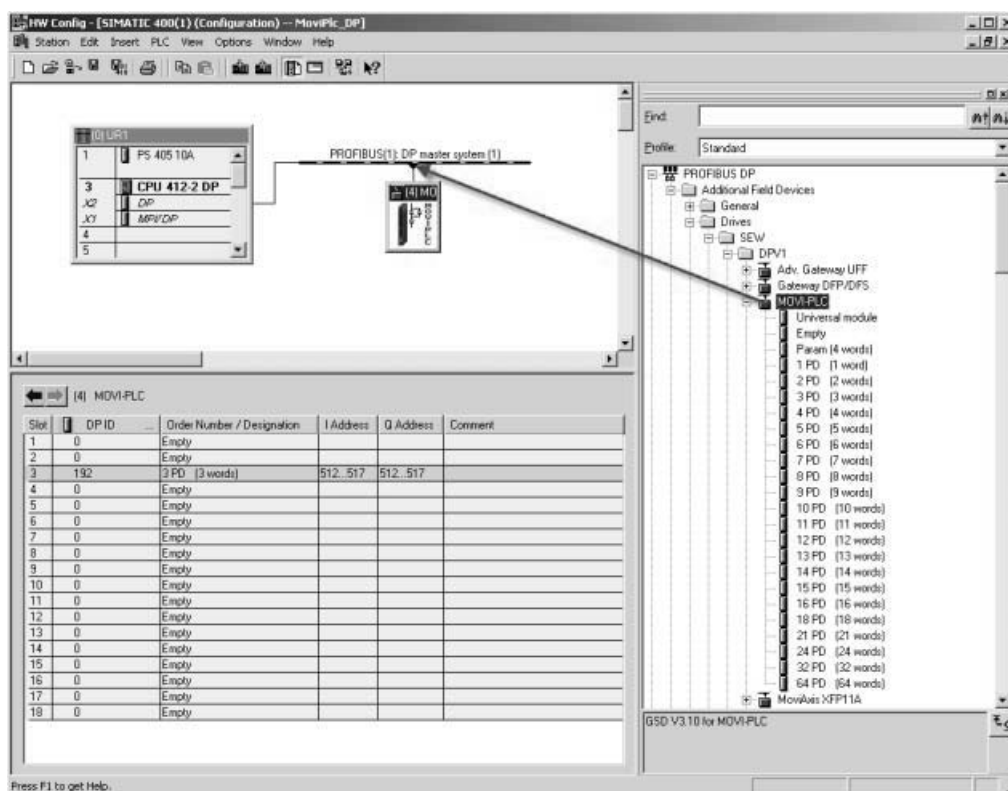 HW Config - [SIMATIC 400(1) (Configuration) -- MoviPlc_DP]
Station Edit Insert PLC View Options Window Help
(0) UR1
1 PS 405 10A
3 CPU 412-2 DP
X2 DP
X1 MPI/DP
4
5
PROFIBUS(1): DP master system (1)
(4) MO
Find:
Profile: Standard
PROFIBUS DP
Additional Field Devices
General
Drives
SEW
DPV1
Adv. Gateway UFF
Gateway DFP/DFS
MOVI-PLC
Universal module
Empty
Param (4 words)
1 PD (1 word)
2 PD (2 words)
3 PD (3 words)
4 PD (4 words)
5 PD (5 words)
6 PD (6 words)
7 PD (7 words)
8 PD (8 words)
9 PD (9 words)
10 PD (10 words)
11 PD (11 words)
12 PD (12 words)
13 PD (13 words)
14 PD (14 words)
15 PD (15 words)
16 PD (16 words)
18 PD (18 words)
21 PD (21 words)
24 PD (24 words)
32 PD (32 words)
64 PD (64 words)
MoviAxis XFP11A
GSD V3.10 for MOVI-PLC
(4) MOVI-PLC
Slot DP ID ... Order Number / Designation I Address Q Address Comment
1 0 Empty
2 0 Empty
3 192 3 PD (3 words) 512...517 512...517
4 0 Empty
5 0 Empty
6 0 Empty
7 0 Empty
8 0 Empty
9 0 Empty
10 0 Empty
11 0 Empty
12 0 Empty
13 0 Empty
14 0 Empty
15 0 Empty
16 0 Empty
17 0 Empty
18 0 Empty
Press F1 to get Help.